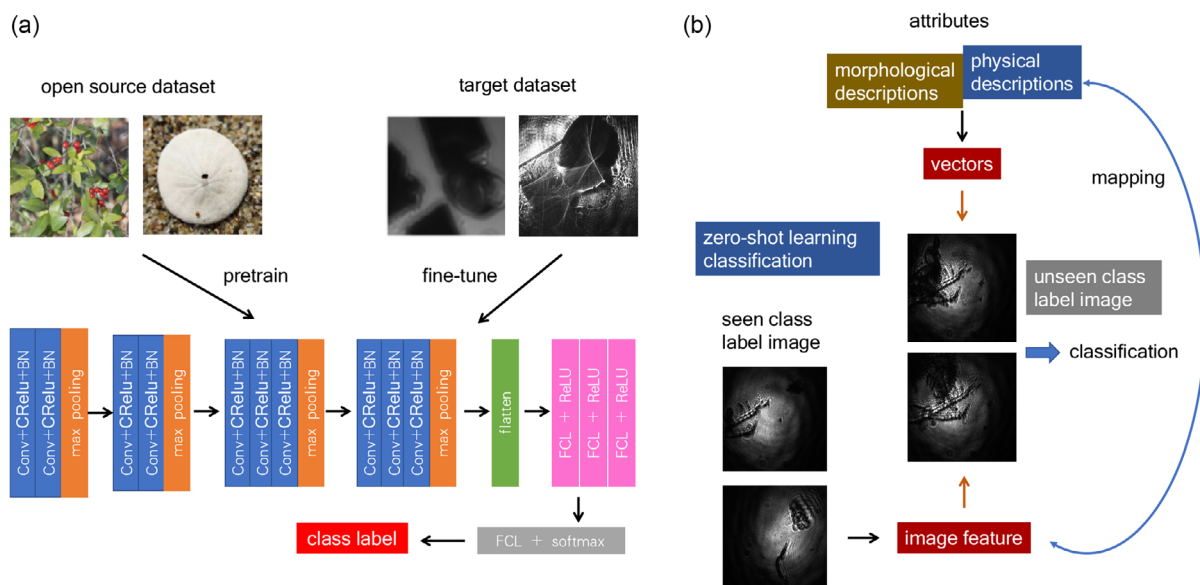 (a)
open source dataset
target dataset
pretrain
fine-tune
Conv+CRelu+BN
Conv+CRelu+BN
max pooling
Conv+CRelu+BN
Conv+CRelu+BN
max pooling
Conv+CRelu+BN
Conv+CRelu+BN
Conv+CRelu+BN
max pooling
Conv+CRelu+BN
Conv+CRelu+BN
Conv+CRelu+BN
max pooling
flatten
FCL + ReLU
FCL + ReLU
FCL + ReLU
class label
FCL + softmax
(b)
attributes
morphological
descriptions
physical
descriptions
vectors
mapping
zero-shot learning
classification
unseen class
label image
seen class
label image
classification
image feature